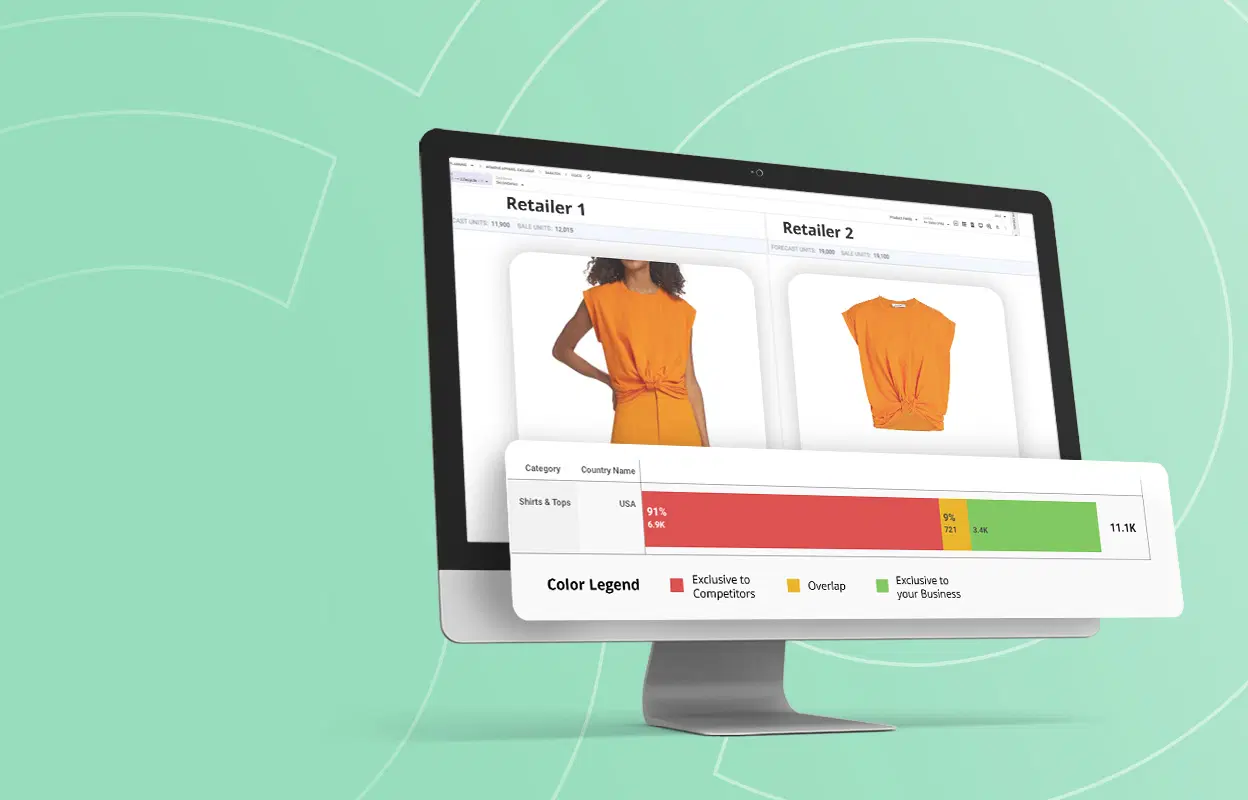 Retailer 1
CAST UNITS: 11,900 SALE UNITS: 12,015
Retailer 2
FORECAST UNITS: 19,000 SALE UNITS: 19,100
Category Country Name
Shirts & Tops USA
91%
6.9K
9%
721
3.4K
11.1K
Color Legend
Exclusive to
Competitors
Overlap
Exclusive to
your Business